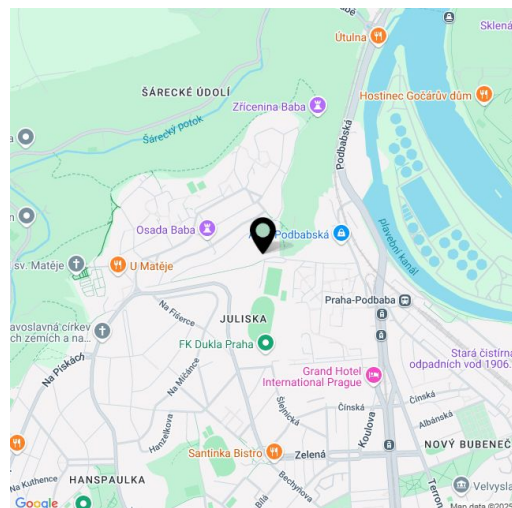 Útulna
Sklená
ŠÁRECKÉ ÚDOLÍ
Hostinec Gočárův dům
Zřícenina Baba
Šárecký potok
Podbabská
Osada Baba
Podbabská
plavební kanál
sv. Matěje
U Matěje
Praha-Podbaba
Na Fišerce
JULISKA
avoslavná církev
ch zemích a na...
FK Dukla Praha
Stará čistírna
odpadních vod 1906.
Na Pískách
Na Míčánce
Grand Hotel
International Prague
Šlejnická
Čínská
Čínská
Albánská
Hanzelkova
Koulova
Santinka Bistro
Zelená
NOVÝ BUBENEČ
HANSPAULKA
Bechyňova
Bílá
Na Kuthence
Terron
Velvysla
Google
Map data ©2025